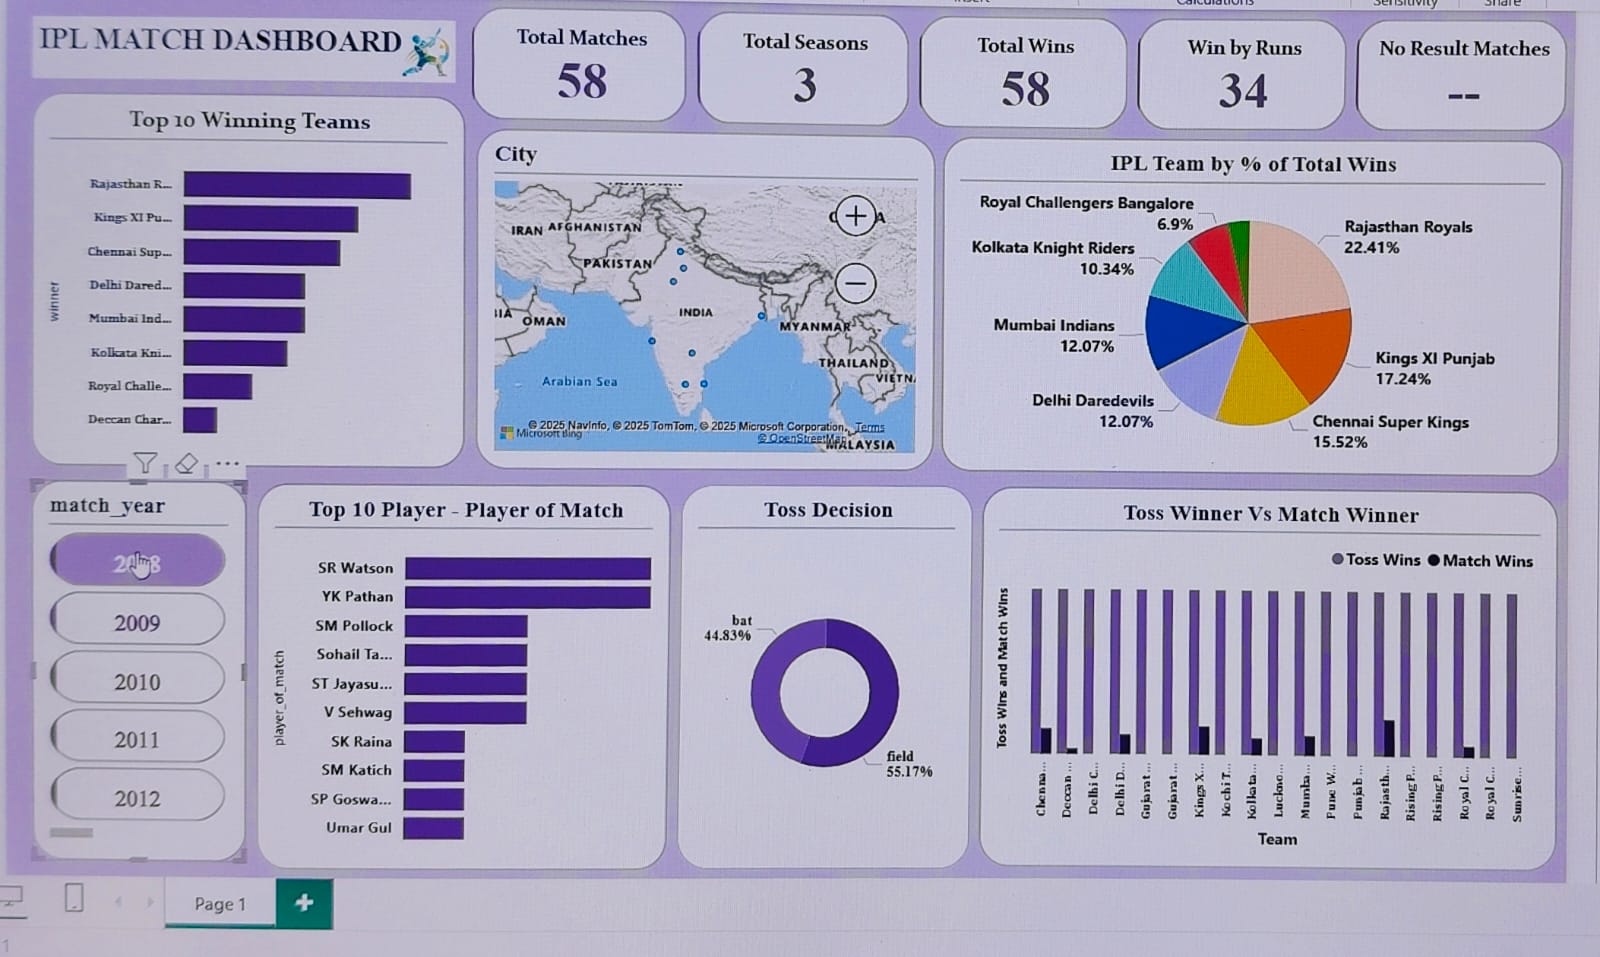 Calculations
Sensitivity
Share
IPL MATCH DASHBOARD
Total Matches
58
Total Seasons
3
Total Wins
58
Win by Runs
34
No Result Matches
--
Top 10 Winning Teams
winner
Rajasthan R...
Kings XI Pu...
Chennai Sup...
Delhi Dared...
Mumbai Ind...
Kolkata Kni...
Royal Challe...
Deccan Char...
City
IRAN
AFGHANISTAN
PAKISTAN
OMAN
INDIA
MYANMAR
THAILAND
VIETN
Arabian Sea
MALAYSIA
© 2025 NavInfo, © 2025 TomTom, © 2025 Microsoft Corporation, Terms
Microsoft Bing
© OpenStreetMap
IPL Team by % of Total Wins
Royal Challengers Bangalore
6.9%
Rajasthan Royals
22.41%
Kolkata Knight Riders
10.34%
Mumbai Indians
12.07%
Kings XI Punjab
17.24%
Delhi Daredevils
12.07%
Chennai Super Kings
15.52%
match_year
2009
2010
2011
2012
Top 10 Player - Player of Match
player_of_match
SR Watson
YK Pathan
SM Pollock
Sohail Ta...
ST Jayasu...
V Sehwag
SK Raina
SM Katich
SP Goswa...
Umar Gul
Toss Decision
bat
44.83%
field
55.17%
Toss Winner Vs Match Winner
Toss Wins Match Wins
Toss Wins and Match Wins
Chenna...
Deccan ...
Delhi C...
Delhi D...
Gujarat ...
Gujarat ...
Kings X...
Kochi T...
Kolkata...
Luckno...
Mumba...
Pune W...
Punjab ...
Rajasth...
Rising P...
Rising P...
Royal C...
Royal C...
Sunrise...
Team
Page 1